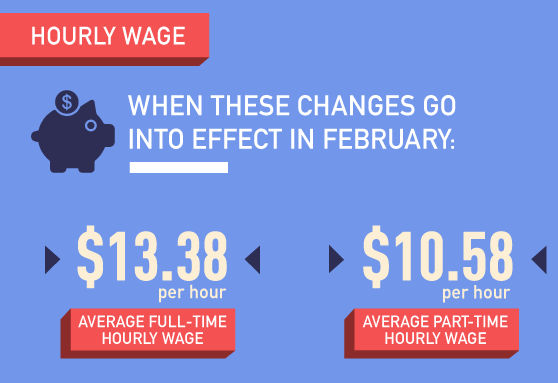 HOURLY WAGE
$
WHEN THESE CHANGES GO
INTO EFFECT IN FEBRUARY:
$13.38
per hour
AVERAGE FULL-TIME
HOURLY WAGE
$10.58
per hour
AVERAGE PART-TIME
HOURLY WAGE